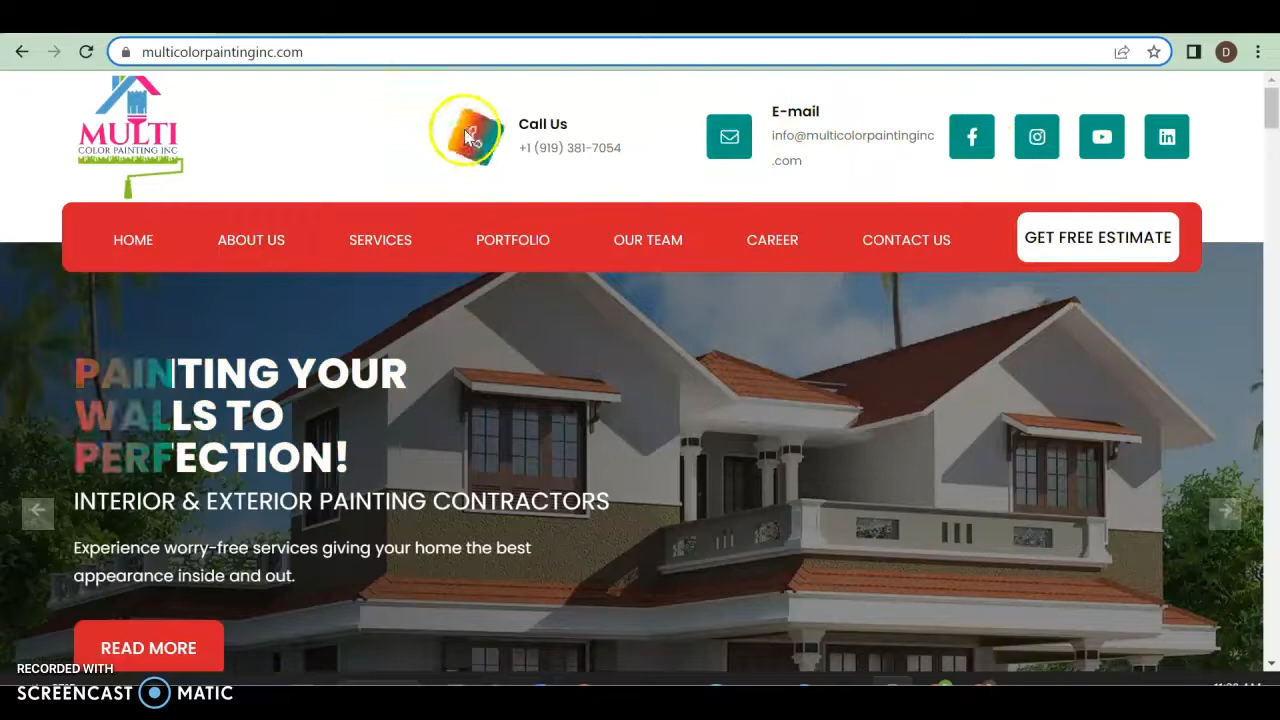 multicolorpaintinginc.com
D
MULTI
COLOR PAINTING INC
Call Us
+1 (919) 381-7054
E-mail
info@multicolorpaintinginc
.com
HOME
ABOUT US
SERVICES
PORTFOLIO
OUR TEAM
CAREER
CONTACT US
GET FREE ESTIMATE
PAINTING YOUR
WALLS TO
PERFECTION!
INTERIOR & EXTERIOR PAINTING CONTRACTORS
Experience worry-free services giving your home the best
appearance inside and out.
READ MORE
RECORDED WITH
SCREENCAST MATIC